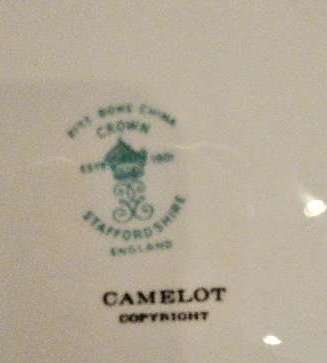 FINE BONE CHINA
CROWN
ESTD 1801
STAFFORDSHIRE
ENGLAND
CAMELOT
COPYRIGHT